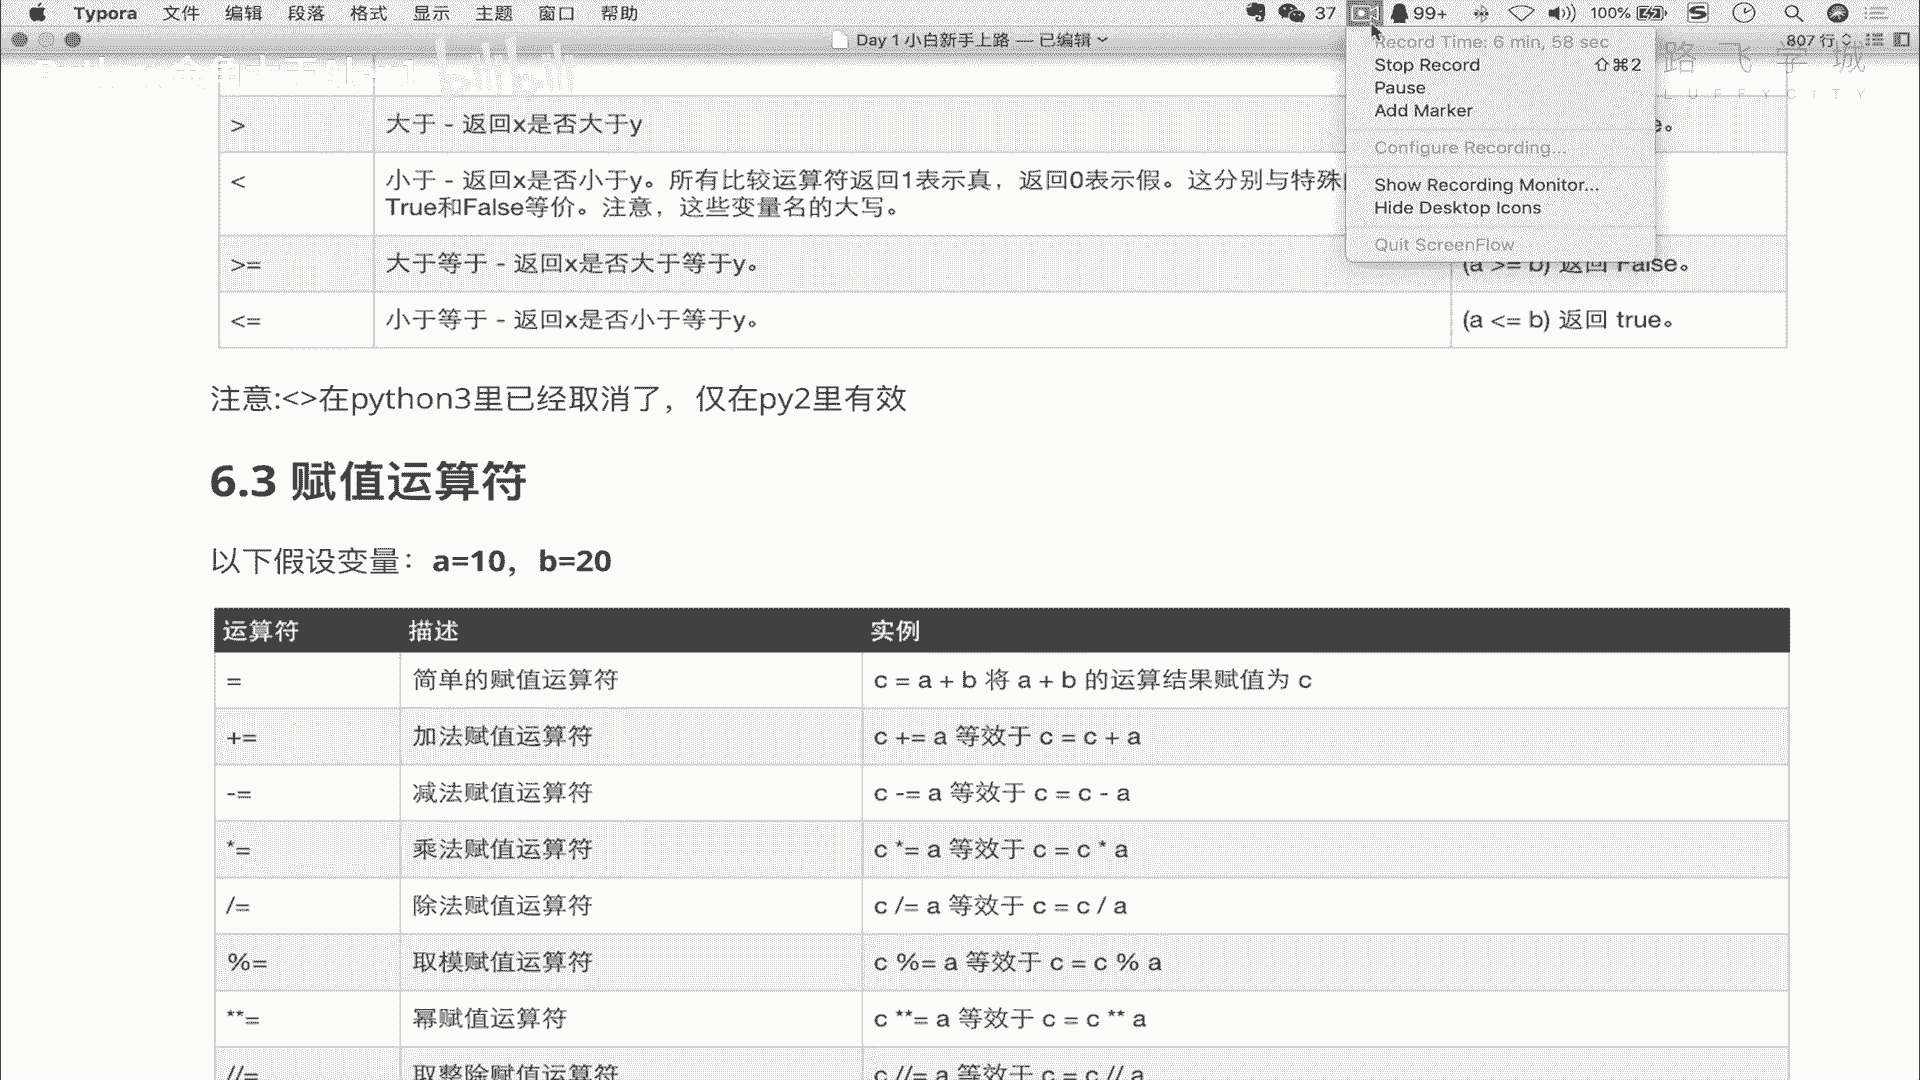 Typora 文件 编辑 段落 格式 显示 主题 窗口 帮助 37 99+ 100%
Day 1 小白新手上路 — 已编辑
807 行
Record Time: 6 min, 58 sec
Stop Record ⇧⌘2
Pause
Add Marker
Configure Recording...
Show Recording Monitor...
Hide Desktop Icons
Quit ScreenFlow
路飞学城
LUFFYCITY
bilibili
> 大于 - 返回x是否大于y e。
< 小于 - 返回x是否小于y。所有比较运算符返回1表示真，返回0表示假。这分别与特殊
True和False等价。注意，这些变量名的大写。
>= 大于等于 - 返回x是否大于等于y。 (a >= b) 返回 False。
<= 小于等于 - 返回x是否小于等于y。 (a <= b) 返回 true。
注意:<>在python3里已经取消了，仅在py2里有效
6.3 赋值运算符
以下假设变量：a=10，b=20
运算符 描述 实例
= 简单的赋值运算符 c = a + b 将 a + b 的运算结果赋值为 c
+= 加法赋值运算符 c += a 等效于 c = c + a
-= 减法赋值运算符 c -= a 等效于 c = c - a
*= 乘法赋值运算符 c *= a 等效于 c = c * a
/= 除法赋值运算符 c /= a 等效于 c = c / a
%= 取模赋值运算符 c %= a 等效于 c = c % a
**= 幂赋值运算符 c **= a 等效于 c = c ** a
//= 取整除赋值运算符 c //= a 等效于 c = c // a